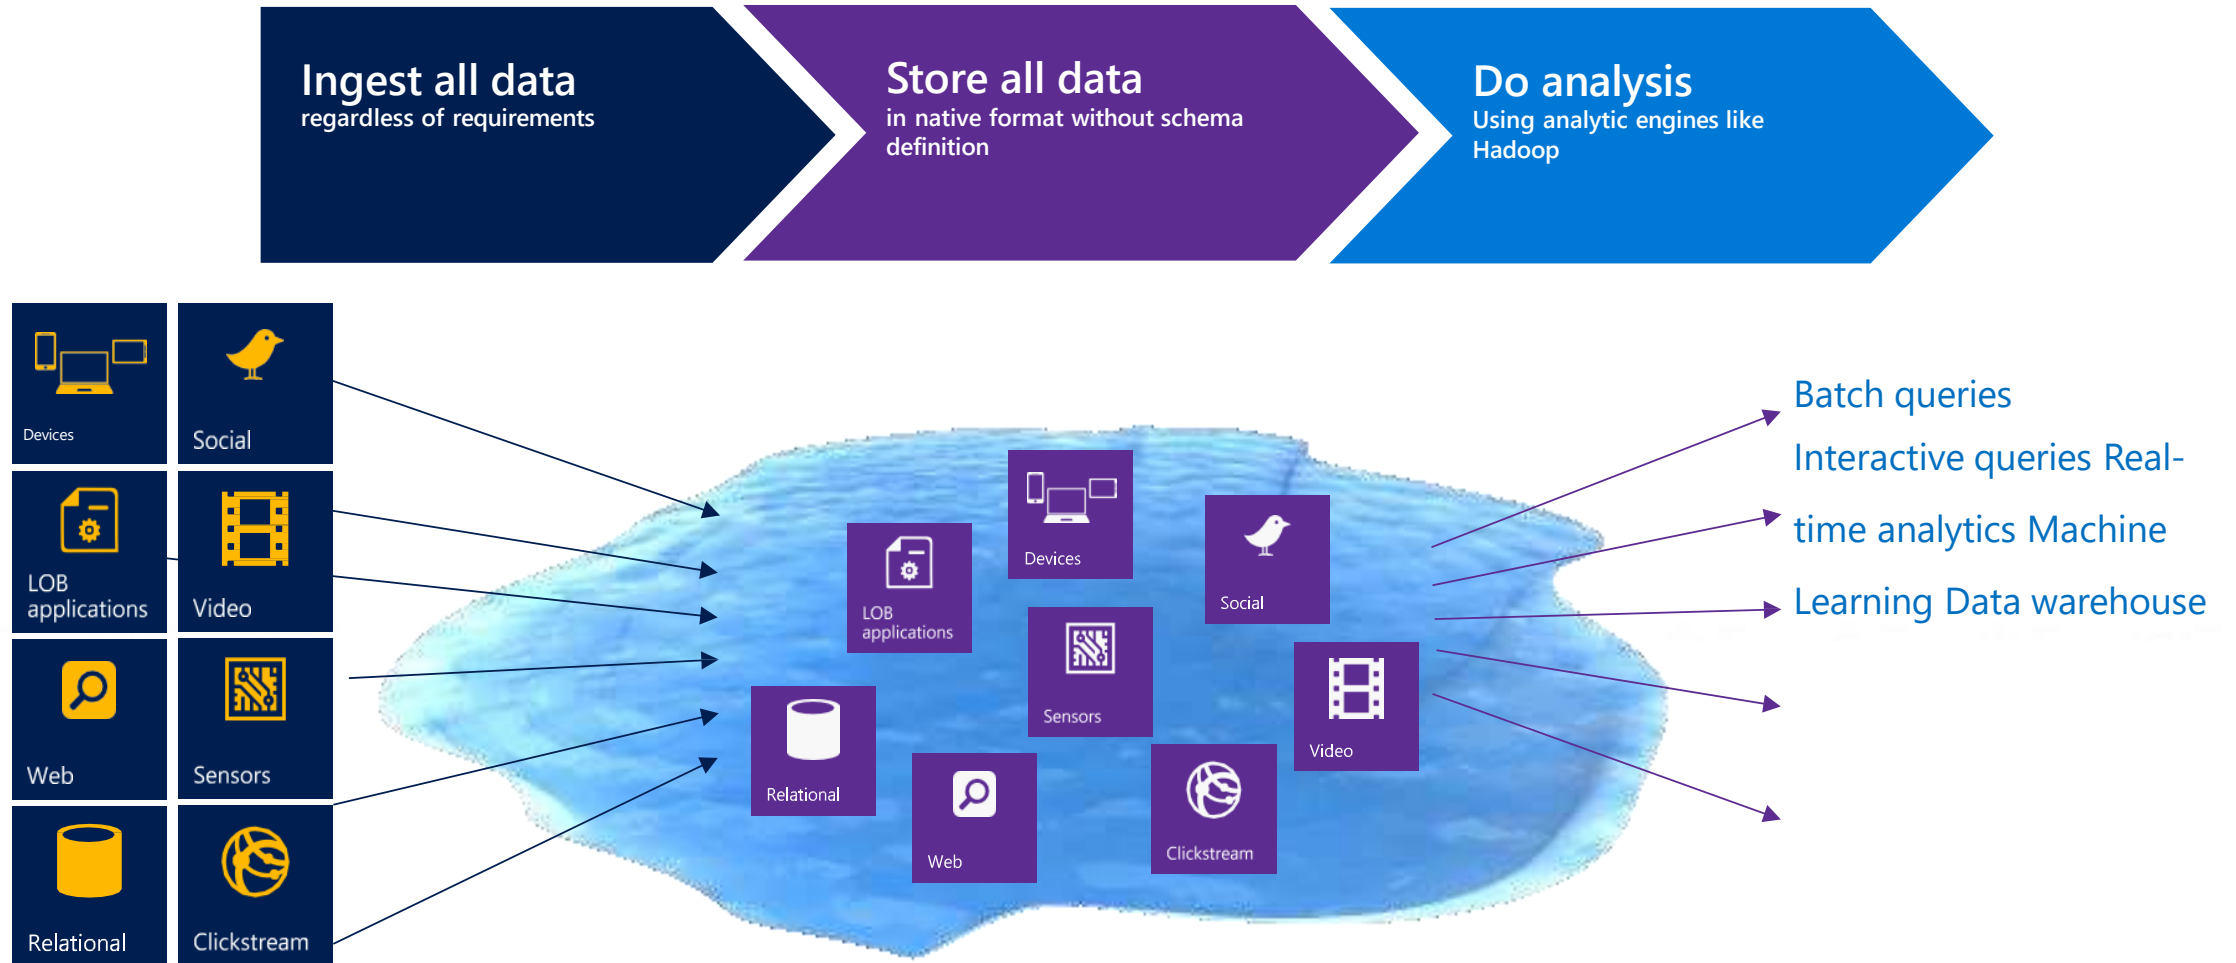 Ingest all data
regardless of requirements
Store all data
in native format without schema
definition
Do analysis
Using analytic engines like
Hadoop
Devices
Social
LOB
applications
Video
Web
Sensors
Relational
Clickstream
Devices
Social
LOB
applications
Sensors
Video
Relational
Web
Clickstream
Batch queries
Interactive queries Real-
time analytics Machine
Learning Data warehouse